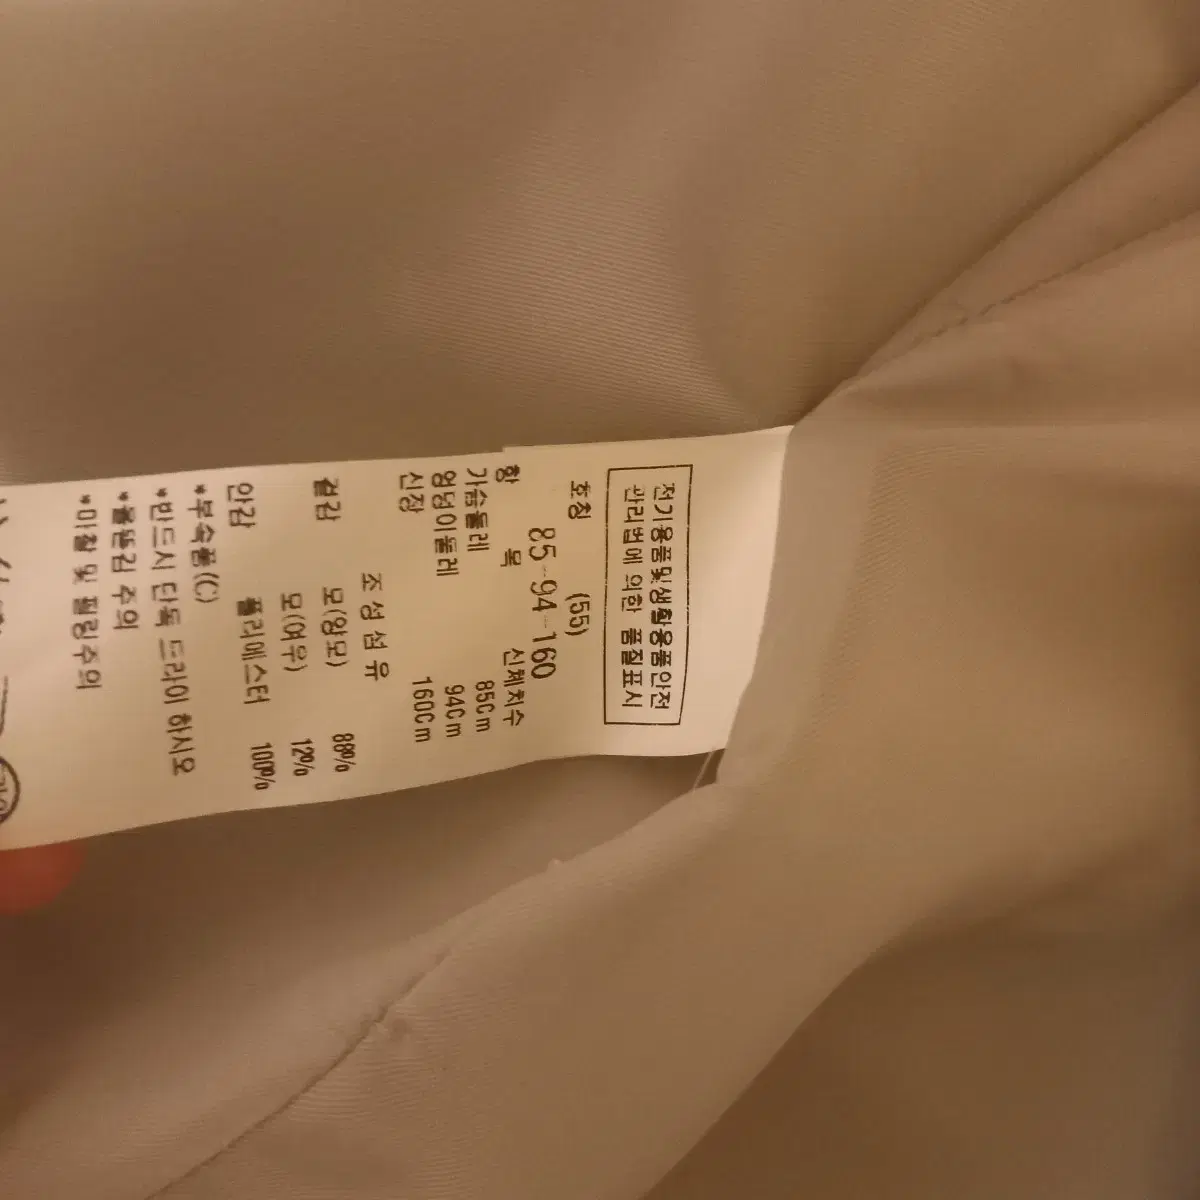 전기용품및생활용품안전
관리법에 의한 품질표시
호칭 (55)
85-94-160
항 목 신체치수
가슴둘레 85Cm
엉덩이둘레 94Cm
신장 160Cm
조 성 섬 유
겉감 모(양모) 88%
모(여우) 12%
안감 폴리에스터 100%
*부속품(C)
*반드시 단독 드라이 하시오
*올뜯김 주의
*마찰 및 필링주의